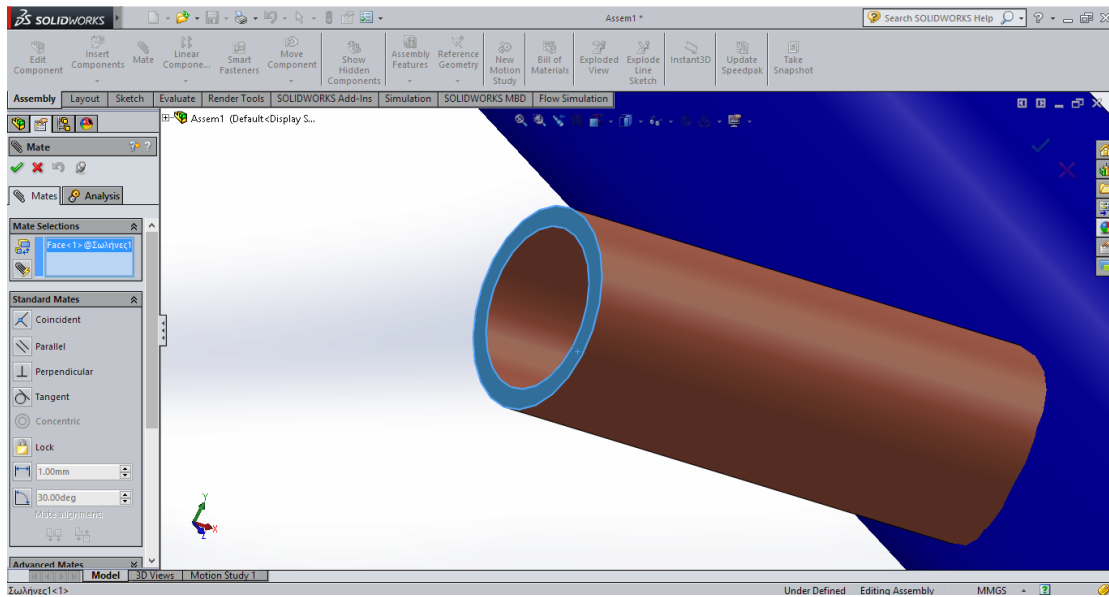 SOLIDWORKS
Assem1 *
Search SOLIDWORKS Help
Edit Component
Insert Components
Mate
Linear Compone...
Smart Fasteners
Move Component
Show Hidden Components
Assembly Features
Reference Geometry
New Motion Study
Bill of Materials
Exploded View
Explode Line Sketch
Instant3D
Update Speedpak
Take Snapshot
Assembly Layout Sketch Evaluate Render Tools SOLIDWORKS Add-Ins Simulation SOLIDWORKS MBD Flow Simulation
Assem1 (Default<Display S...
Mate
Mates Analysis
Mate Selections
Face<1>@Σωλήνες1
Standard Mates
Coincident
Parallel
Perpendicular
Tangent
Concentric
Lock
1.00mm
30.00deg
Mate alignment:
Advanced Mates
Y
X
Z
Model 3D Views Motion Study 1
Σωλήνες1<1> Under Defined Editing Assembly MMGS